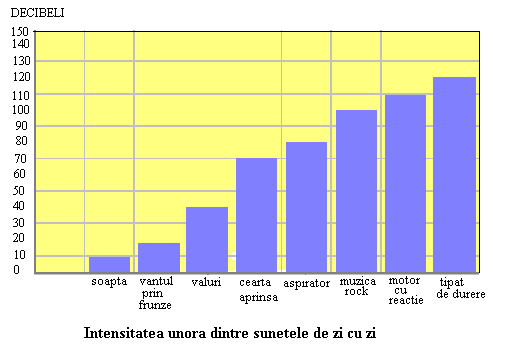 DECIBELI
150
140
130
120
110
100
90
80
70
60
50
40
30
20
10
0
soapta
vantul
prin
frunze
valuri
cearta
aprinsa
aspirator
muzica
rock
motor
cu
reactie
tipat
de durere
Intensitatea unora dintre sunetele de zi cu zi